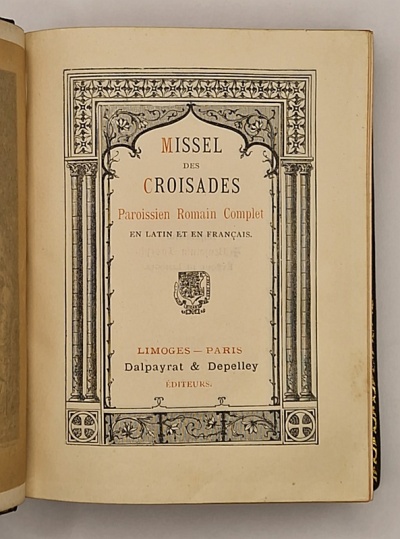 MISSEL
DES
CROISADES
Paroissien Romain Complet
EN LATIN ET EN FRANÇAIS.
LIMOGES — PARIS
Dalpayrat & Depelley
ÉDITEURS.